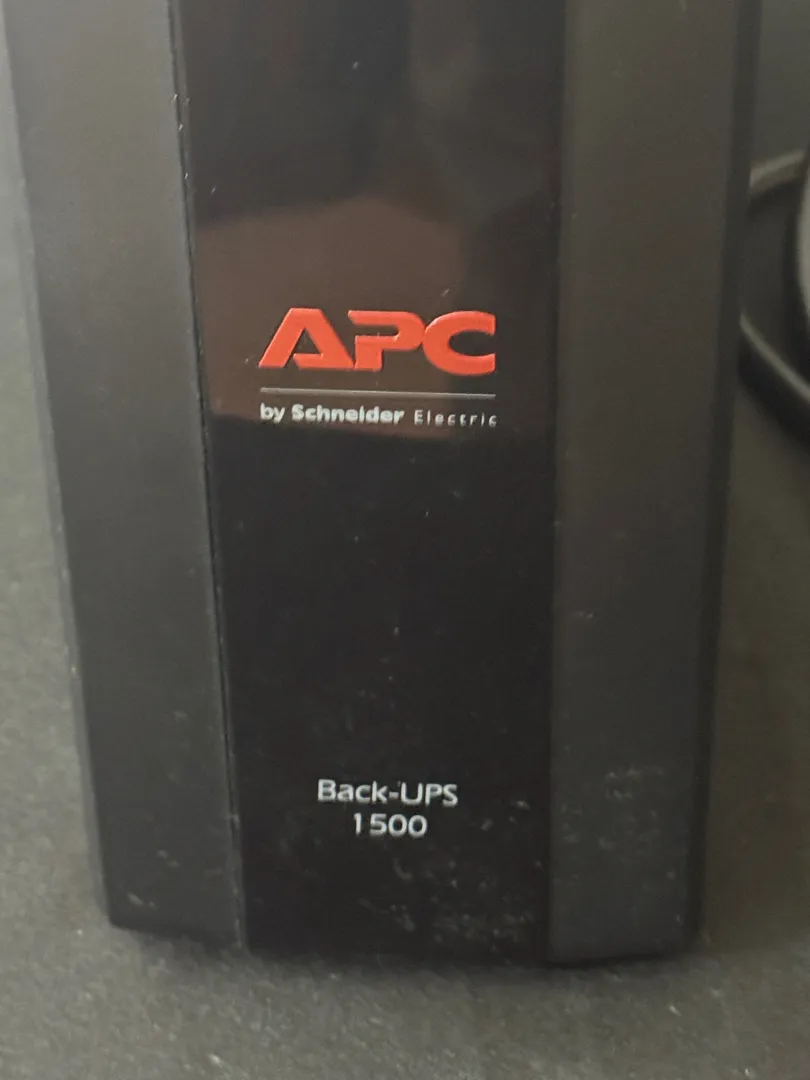 APC
by Schneider Electric
Back-UPS
1500